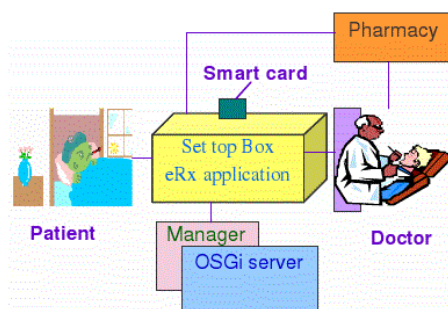 Pharmacy
Smart card
Set top Box
eRx application
Patient
Doctor
Manager
OSGi server